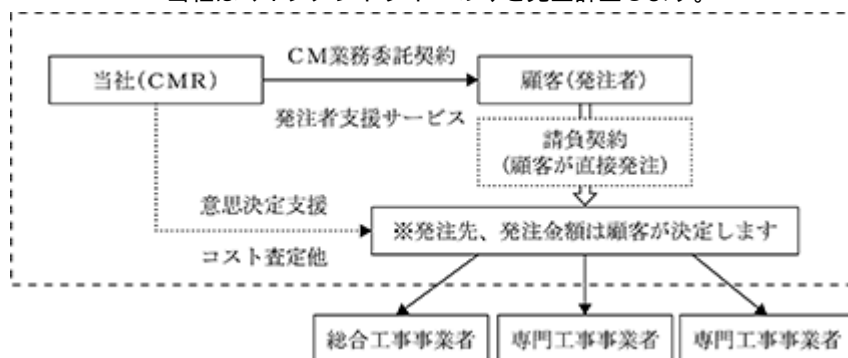 CM業務委託契約
当社(CMR)
顧客(発注者)
発注者支援サービス
請負契約
(顧客が直接発注)
意思決定支援
※発注先、発注金額は顧客が決定します
コスト査定他
総合工事事業者
専門工事事業者
専門工事事業者